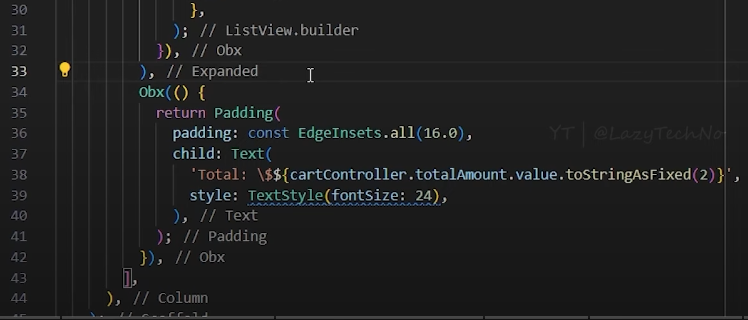 30 },
31 ); // ListView.builder
32 }), // Obx
33 ), // Expanded
34 Obx(() {
35 return Padding(
36 padding: const EdgeInsets.all(16.0),
37 child: Text(
38 'Total: \$${cartController.totalAmount.value.toStringAsFixed(2)}',
39 style: TextStyle(fontSize: 24),
40 ), // Text
41 ); // Padding
42 }), // Obx
43 ],
44 ), // Column
45 ); // Scaffold
YT | @LazyTechNo